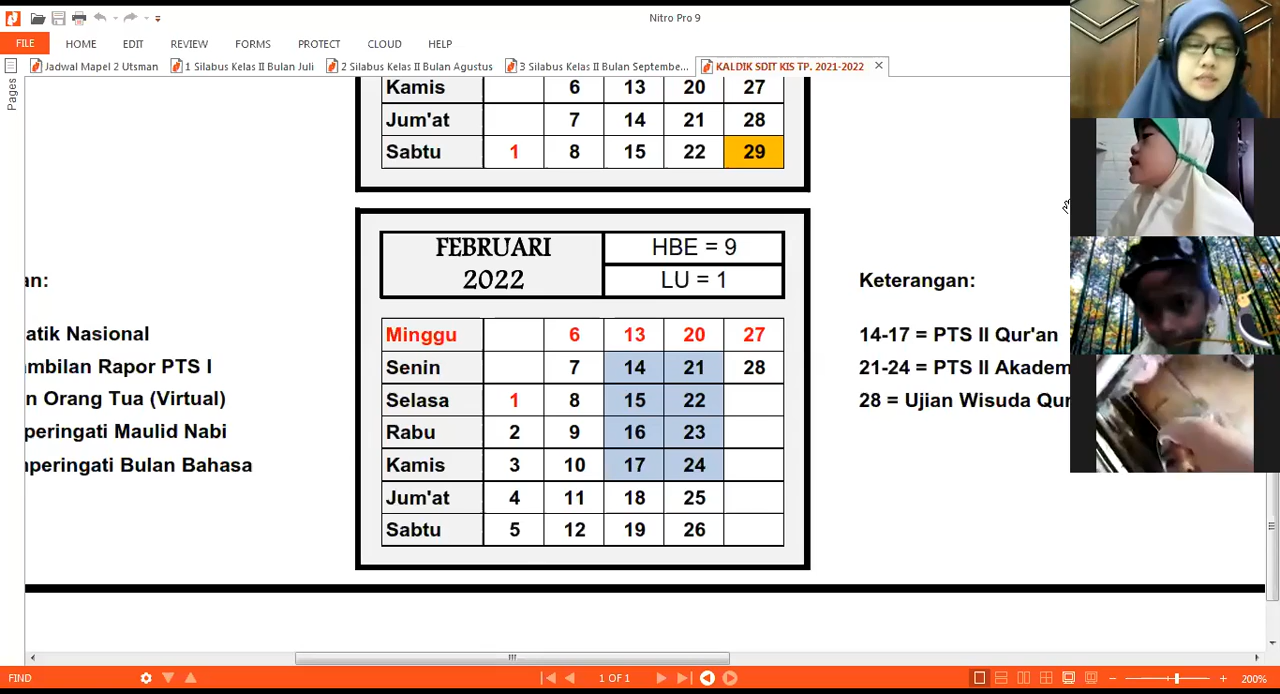 Nitro Pro 9
FILE HOME EDIT REVIEW FORMS PROTECT CLOUD HELP
Jadwal Mapel 2 Utsman 1 Silabus Kelas II Bulan Juli 2 Silabus Kelas II Bulan Agustus 3 Silabus Kelas II Bulan Septembe... KALDIK SDIT KIS TP. 2021-2022
Pages
Kamis 6 13 20 27
Jum'at 7 14 21 28
Sabtu 1 8 15 22 29
FEBRUARI
2022
HBE = 9
LU = 1
Minggu 6 13 20 27
Senin 7 14 21 28
Selasa 1 8 15 22
Rabu 2 9 16 23
Kamis 3 10 17 24
Jum'at 4 11 18 25
Sabtu 5 12 19 26
an:
atik Nasional
ambilan Rapor PTS I
n Orang Tua (Virtual)
peringati Maulid Nabi
nperingati Bulan Bahasa
Keterangan:
14-17 = PTS II Qur'an
21-24 = PTS II Akadem
28 = Ujian Wisuda Qur
FIND
1 OF 1
200%